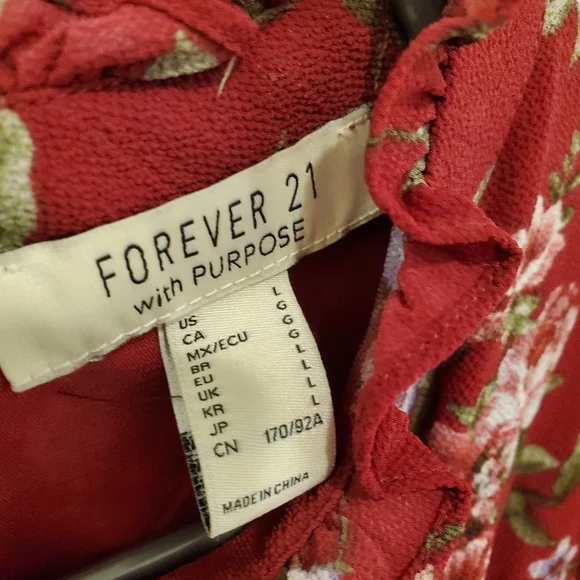 FOREVER 21
with PURPOSE
US L
CA G
MX/ECU G
BR G
EU L
UK L
KR L
JP L
CN 170/92A
MADE IN CHINA